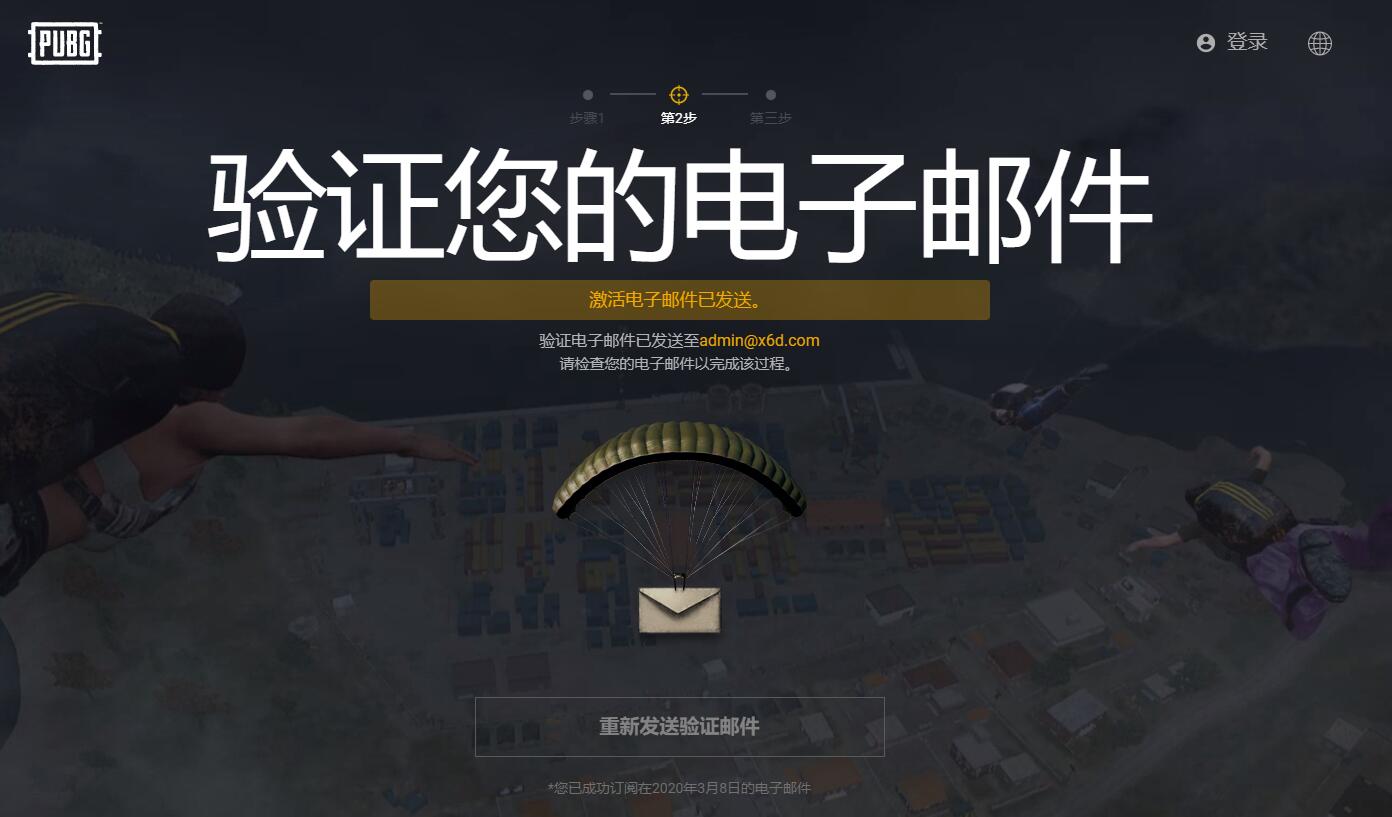 PUBG
登录
步骤1
第2步
第三步
验证您的电子邮件
激活电子邮件已发送。
验证电子邮件已发送至admin@x6d.com
请检查您的电子邮件以完成该过程。
重新发送验证邮件
*您已成功订阅在2020年3月8日的电子邮件